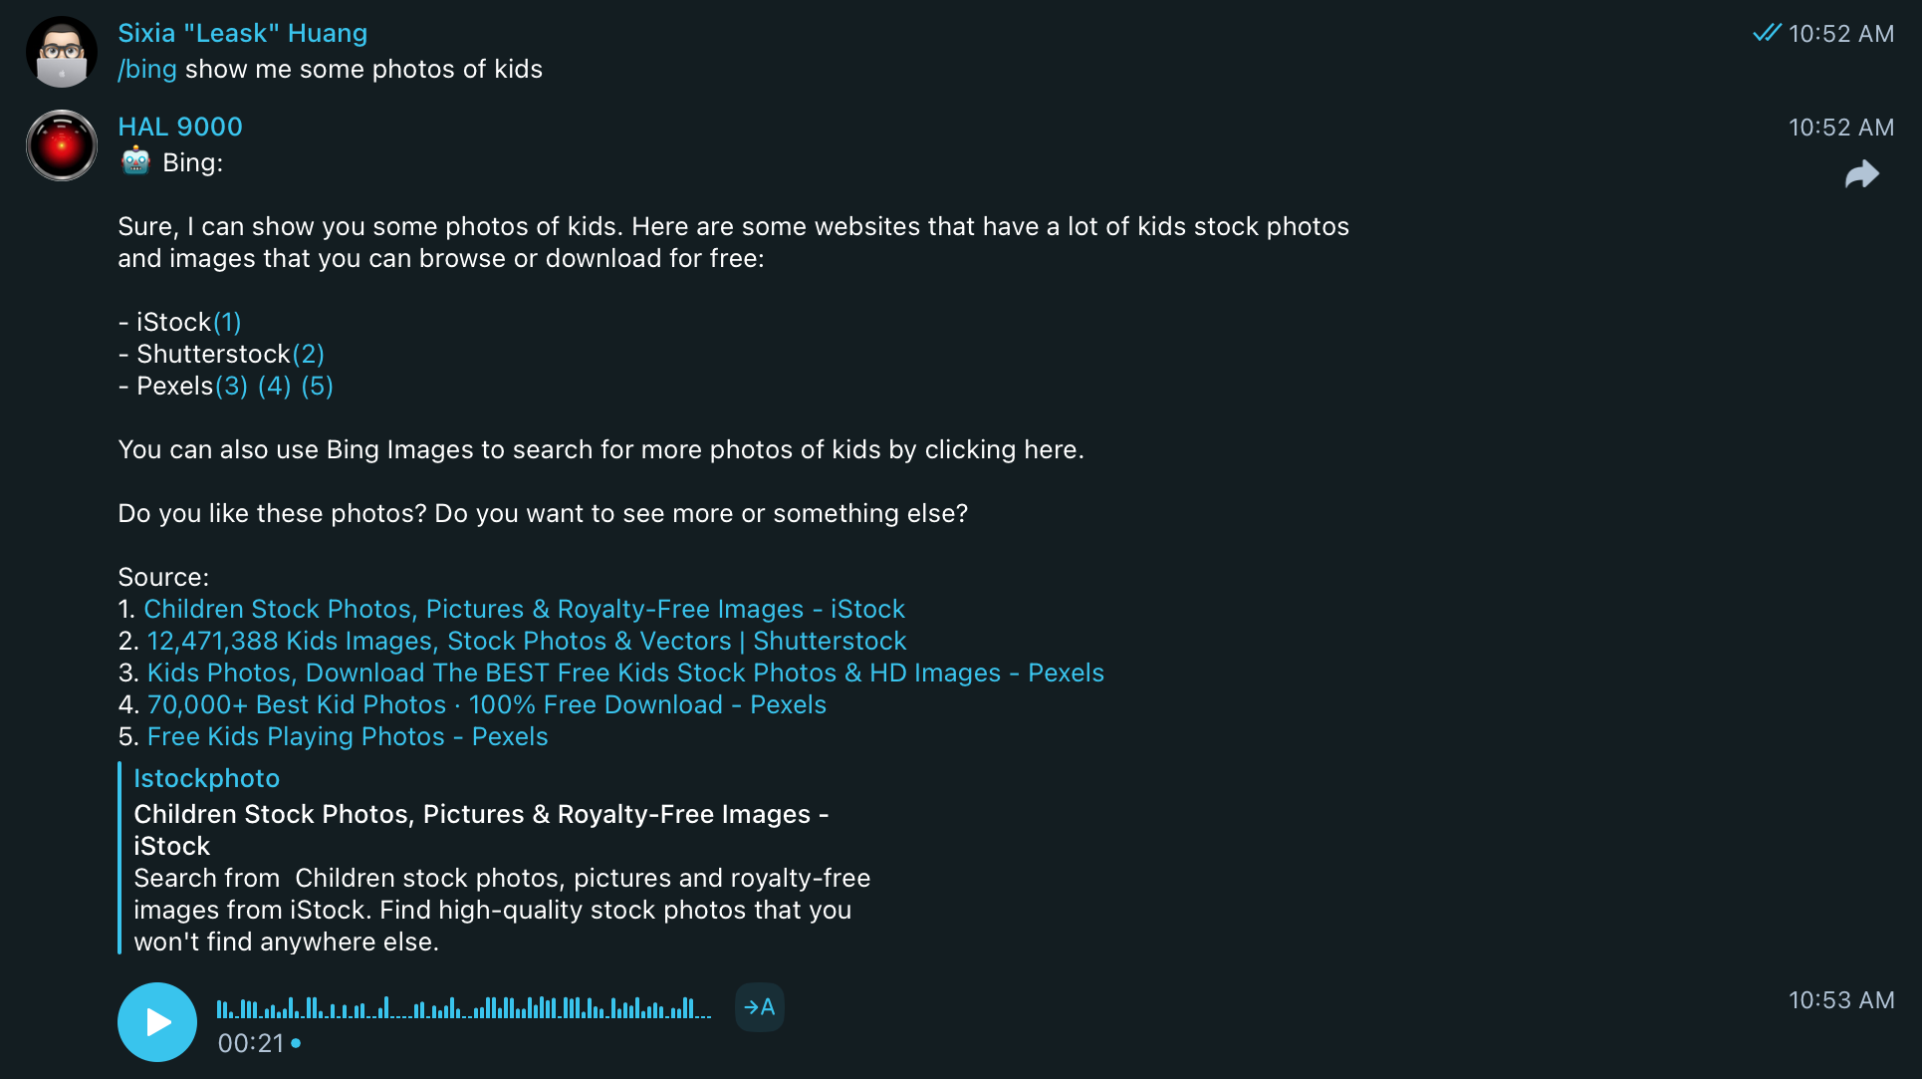 Sixia "Leask" Huang
10:52 AM
/bing show me some photos of kids
HAL 9000
10:52 AM
🤖 Bing:
Sure, I can show you some photos of kids. Here are some websites that have a lot of kids stock photos
and images that you can browse or download for free:
- iStock(1)
- Shutterstock(2)
- Pexels(3) (4) (5)
You can also use Bing Images to search for more photos of kids by clicking here.
Do you like these photos? Do you want to see more or something else?
Source:
1. Children Stock Photos, Pictures & Royalty-Free Images - iStock
2. 12,471,388 Kids Images, Stock Photos & Vectors | Shutterstock
3. Kids Photos, Download The BEST Free Kids Stock Photos & HD Images - Pexels
4. 70,000+ Best Kid Photos · 100% Free Download - Pexels
5. Free Kids Playing Photos - Pexels
Istockphoto
Children Stock Photos, Pictures & Royalty-Free Images -
iStock
Search from  Children stock photos, pictures and royalty-free
images from iStock. Find high-quality stock photos that you
won't find anywhere else.
→A
10:53 AM
00:21